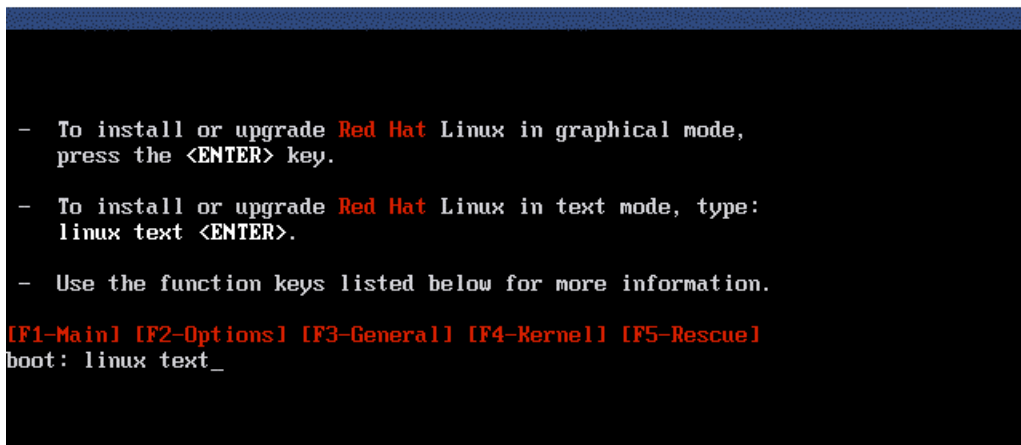 - To install or upgrade Red Hat Linux in graphical mode,
press the <ENTER> key.
- To install or upgrade Red Hat Linux in text mode, type:
linux text <ENTER>.
- Use the function keys listed below for more information.
[F1-Main] [F2-Options] [F3-General] [F4-Kernel] [F5-Rescue]
boot: linux text_